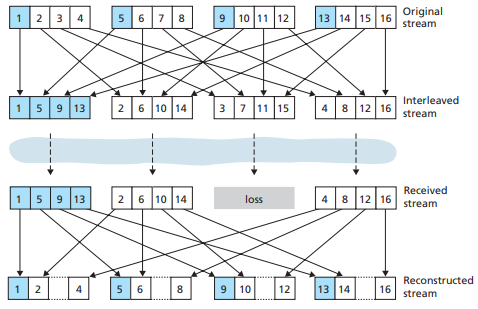 1 2 3 4 5 6 7 8 9 10 11 12 13 14 15 16 Original
stream
1 5 9 13 2 6 10 14 3 7 11 15 4 8 12 16 Interleaved
stream
1 5 9 13 2 6 10 14 loss 4 8 12 16 Received
stream
1 2 4 5 6 8 9 10 12 13 14 16 Reconstructed
stream